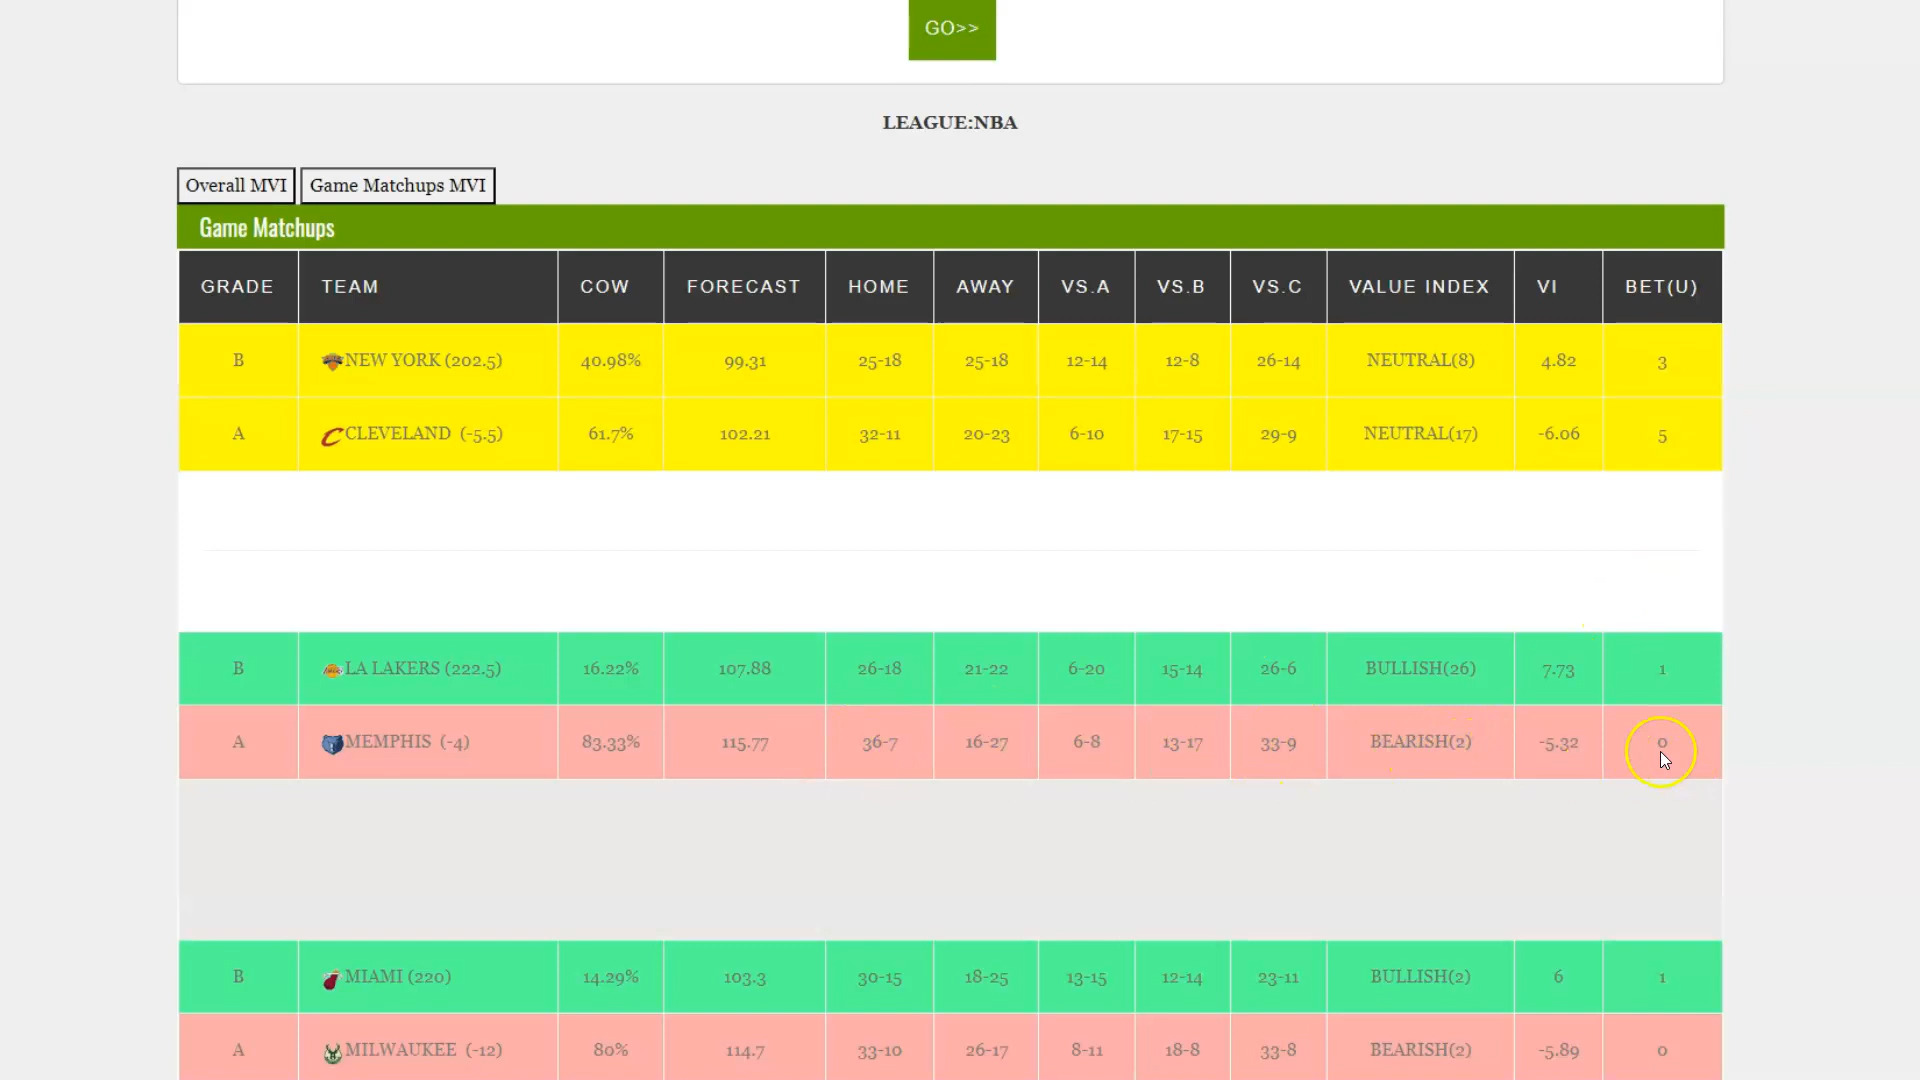 GO>>
LEAGUE:NBA
Overall MVI Game Matchups MVI
Game Matchups
GRADE TEAM COW FORECAST HOME AWAY VS.A VS.B VS.C VALUE INDEX VI BET(U)
B NEW YORK (202.5) 40.98% 99.31 25-18 25-18 12-14 12-8 26-14 NEUTRAL(8) 4.82 3
A CLEVELAND (-5.5) 61.7% 102.21 32-11 20-23 6-10 17-15 29-9 NEUTRAL(17) -6.06 5
B LA LAKERS (222.5) 16.22% 107.88 26-18 21-22 6-20 15-14 26-6 BULLISH(26) 7.73 1
A MEMPHIS (-4) 83.33% 115.77 36-7 16-27 6-8 13-17 33-9 BEARISH(2) -5.32 0
B MIAMI (220) 14.29% 103.3 30-15 18-25 13-15 12-14 23-11 BULLISH(2) 6 1
A MILWAUKEE (-12) 80% 114.7 33-10 26-17 8-11 18-8 33-8 BEARISH(2) -5.89 0